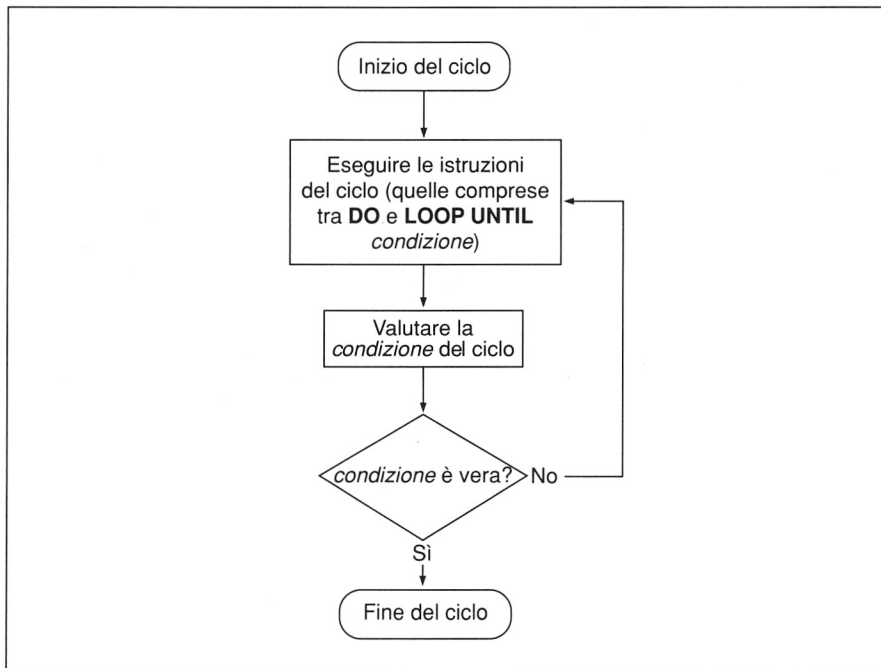 Inizio del ciclo
Eseguire le istruzioni
del ciclo (quelle comprese
tra DO e LOOP UNTIL
condizione)
Valutare la
condizione del ciclo
condizione è vera?
No
Sì
Fine del ciclo